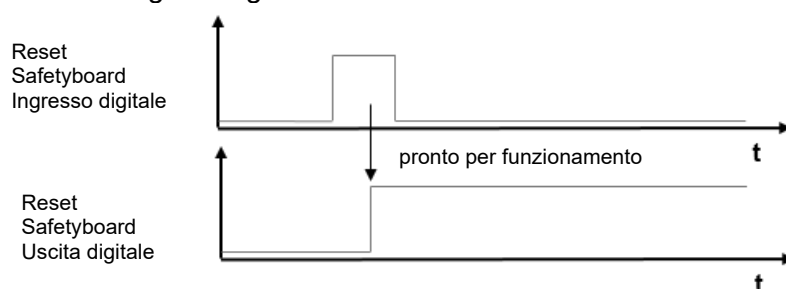 Reset
Safetyboard
Ingresso digitale
pronto per funzionamento
t
Reset
Safetyboard
Uscita digitale
t